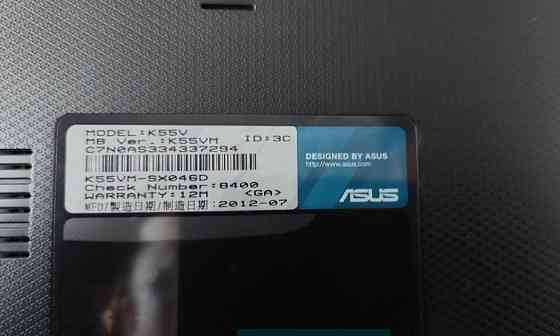 MODEL:K55V
MB Ver.:K55VM ID:3C
C7N0AS334337294
K55VM-SX046D
Check Number:8400
WARRANTY:12M <GA>
MFD/製造日期/制造日期:2012-07
DESIGNED BY ASUS
http://www.asus.com
ASUS